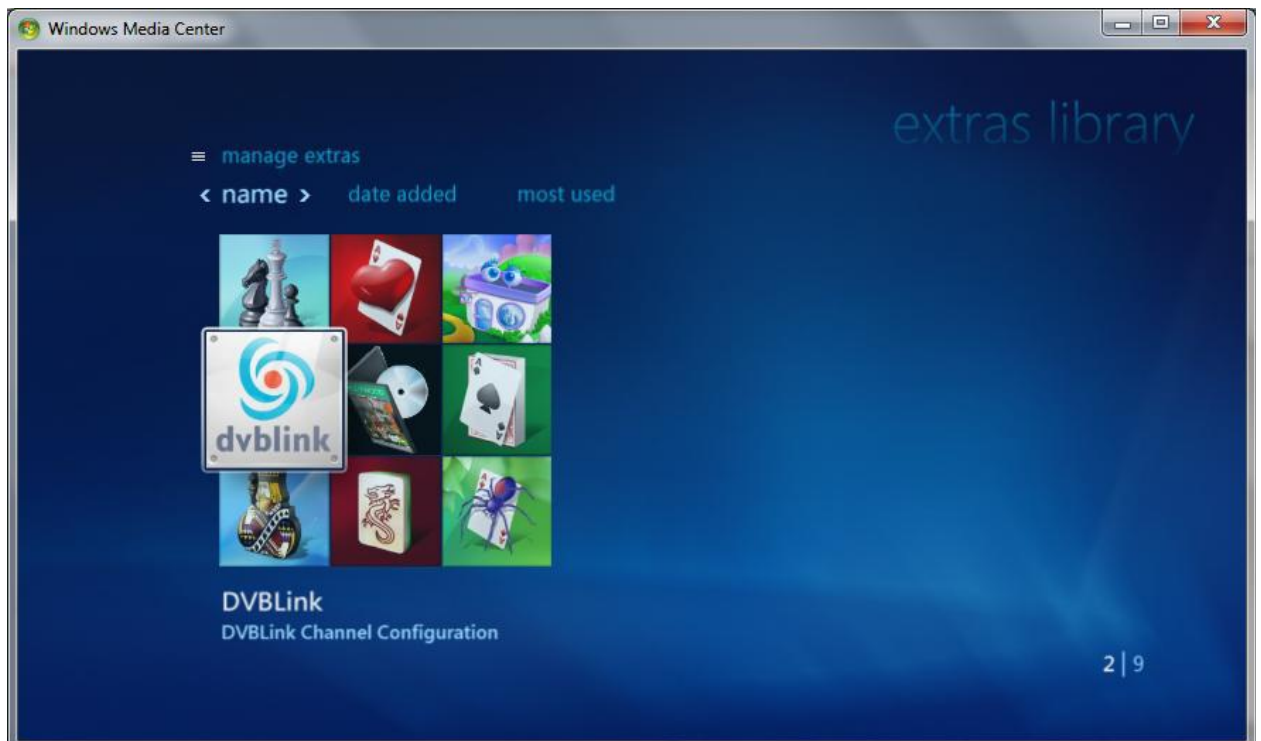 Windows Media Center
extras library
manage extras
< name > date added most used
dvblink
DVBLink
DVBLink Channel Configuration
2 | 9